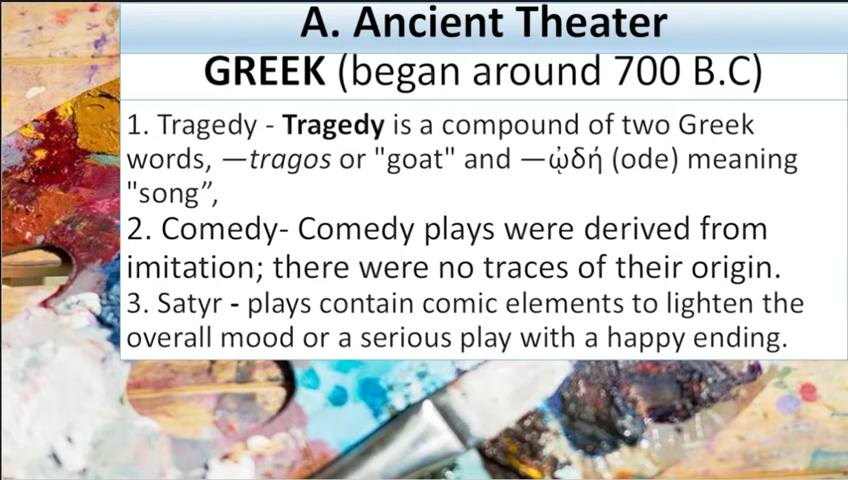 A. Ancient Theater
GREEK (began around 700 B.C)
1. Tragedy - Tragedy is a compound of two Greek
words, —tragos or "goat" and —ᾠδή (ode) meaning
"song”,
2. Comedy- Comedy plays were derived from
imitation; there were no traces of their origin.
3. Satyr - plays contain comic elements to lighten the
overall mood or a serious play with a happy ending.